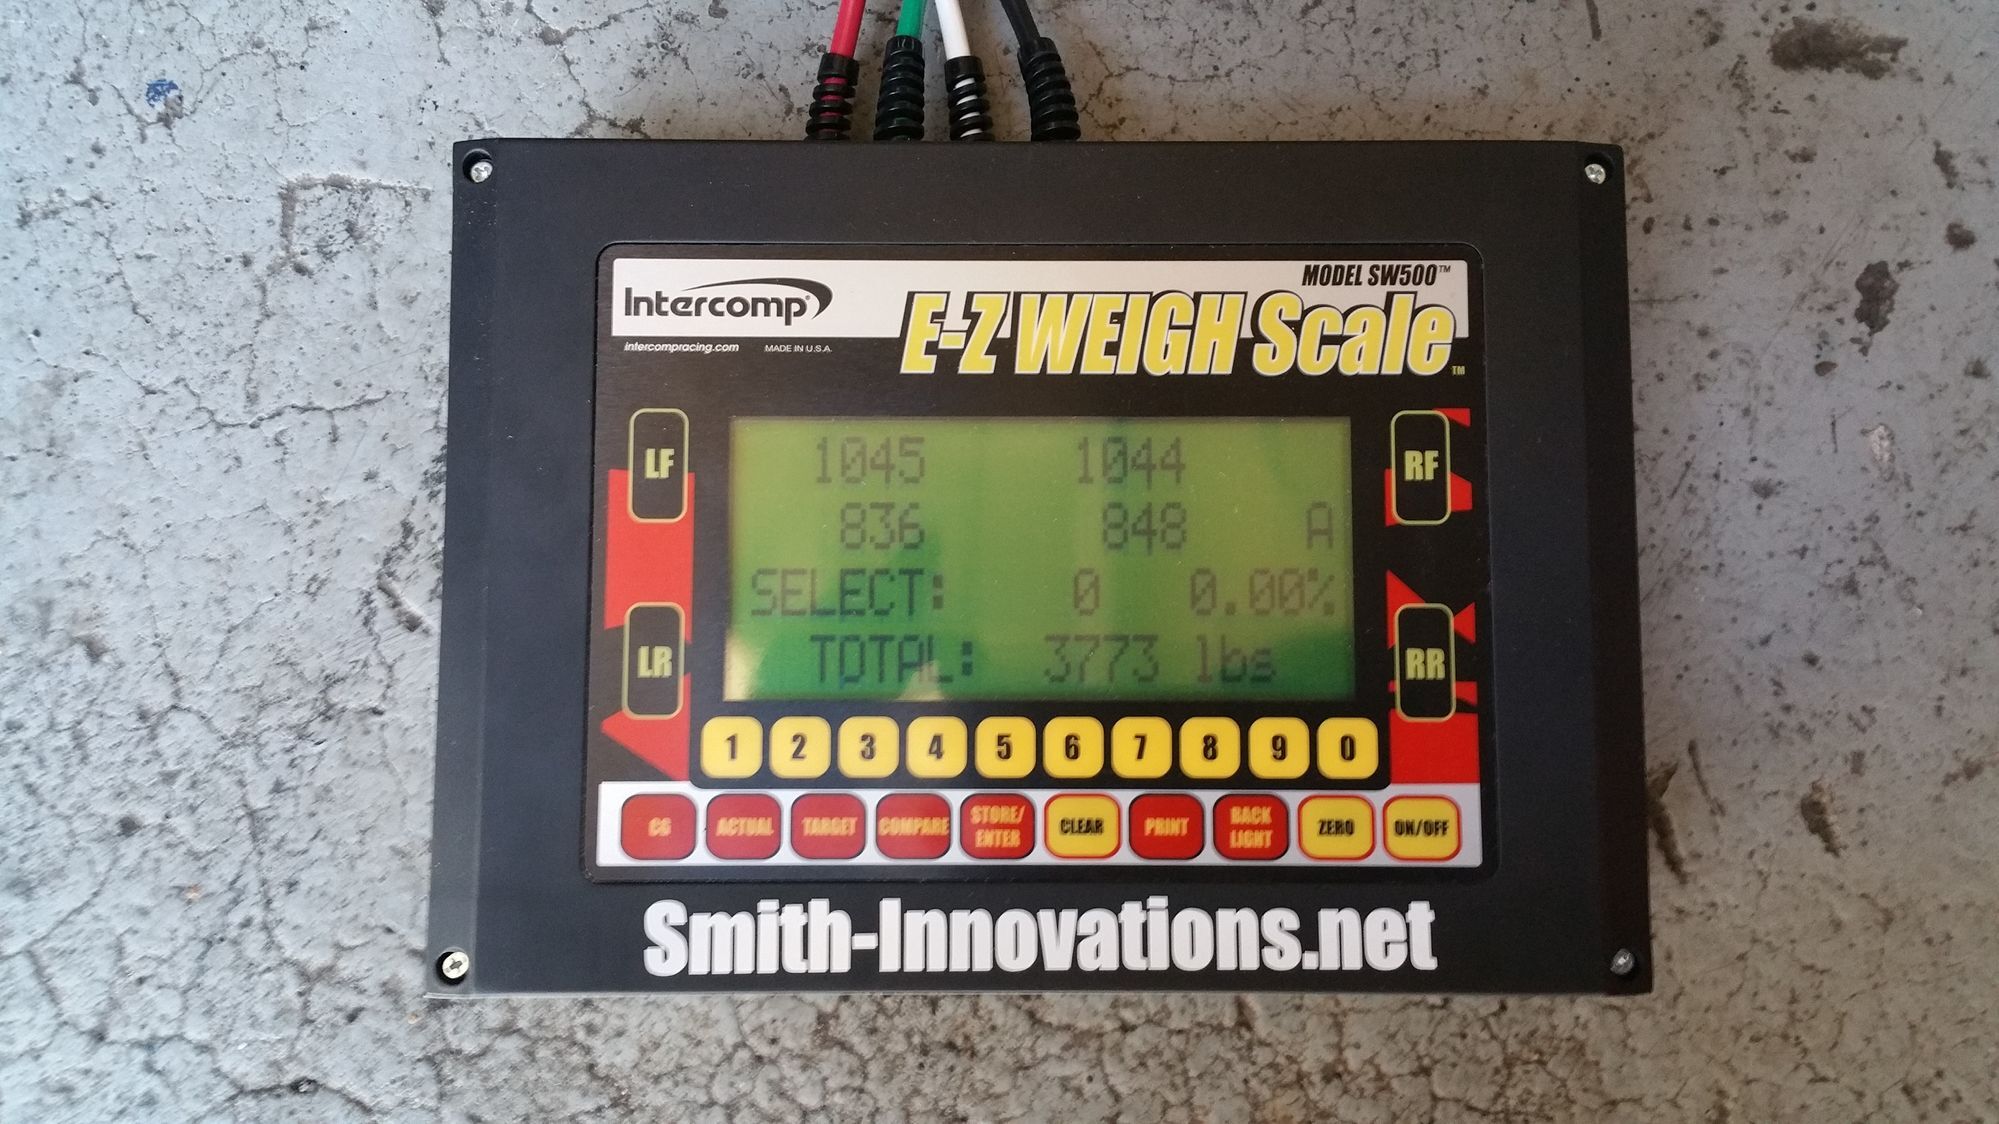 MODEL SW500™
Intercomp®
E-Z WEIGH Scale™
intercompracing.com MADE IN U.S.A.
LF 1045 1044 RF
836 848 A
SELECT: 0 0.00%
LR TOTAL: 3773 lbs RR
1 2 3 4 5 6 7 8 9 0
CG ACTUAL TARGET COMPARE STORE/ENTER CLEAR PRINT BACK LIGHT ZERO ON/OFF
Smith-Innovations.net